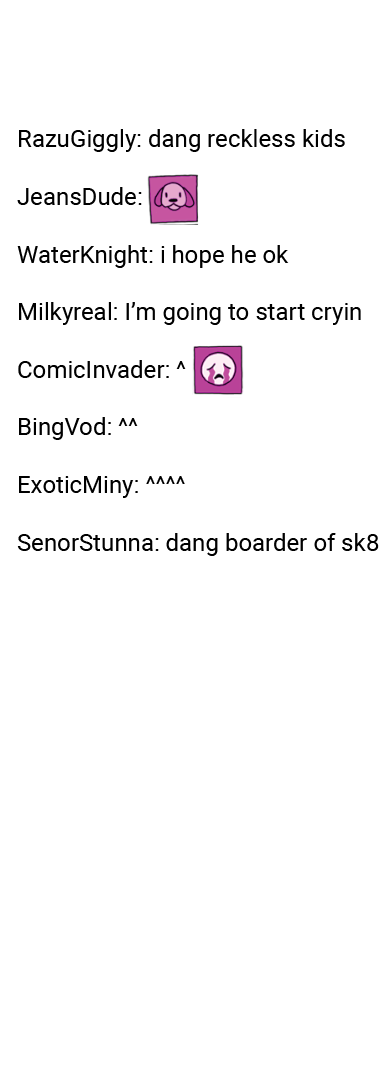 RazuGiggly: dang reckless kids
JeansDude:
WaterKnight: i hope he ok
Milkyreal: I’m going to start cryin
ComicInvader: ^
BingVod: ^^
ExoticMiny: ^^^^
SenorStunna: dang boarder of sk8